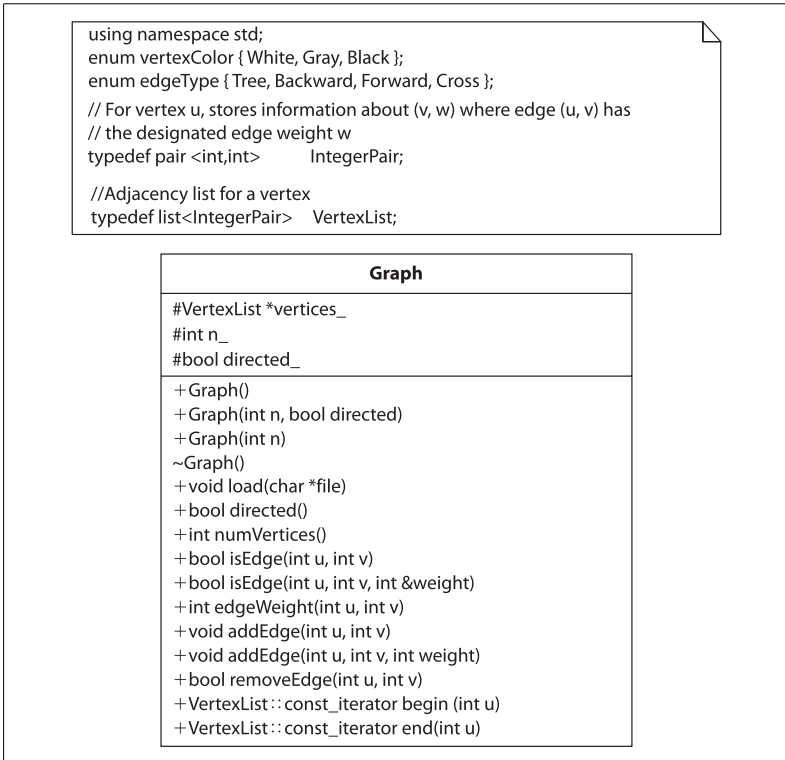 using namespace std;
enum vertexColor { White, Gray, Black };
enum edgeType { Tree, Backward, Forward, Cross };
// For vertex u, stores information about (v, w) where edge (u, v) has
// the designated edge weight w
typedef pair <int,int> IntegerPair;
//Adjacency list for a vertex
typedef list<IntegerPair> VertexList;
Graph
#VertexList *vertices_
#int n_
#bool directed_
+Graph()
+Graph(int n, bool directed)
+Graph(int n)
~Graph()
+void load(char *file)
+bool directed()
+int numVertices()
+bool isEdge(int u, int v)
+bool isEdge(int u, int v, int &weight)
+int edgeWeight(int u, int v)
+void addEdge(int u, int v)
+void addEdge(int u, int v, int weight)
+bool removeEdge(int u, int v)
+VertexList::const_iterator begin (int u)
+VertexList::const_iterator end(int u)